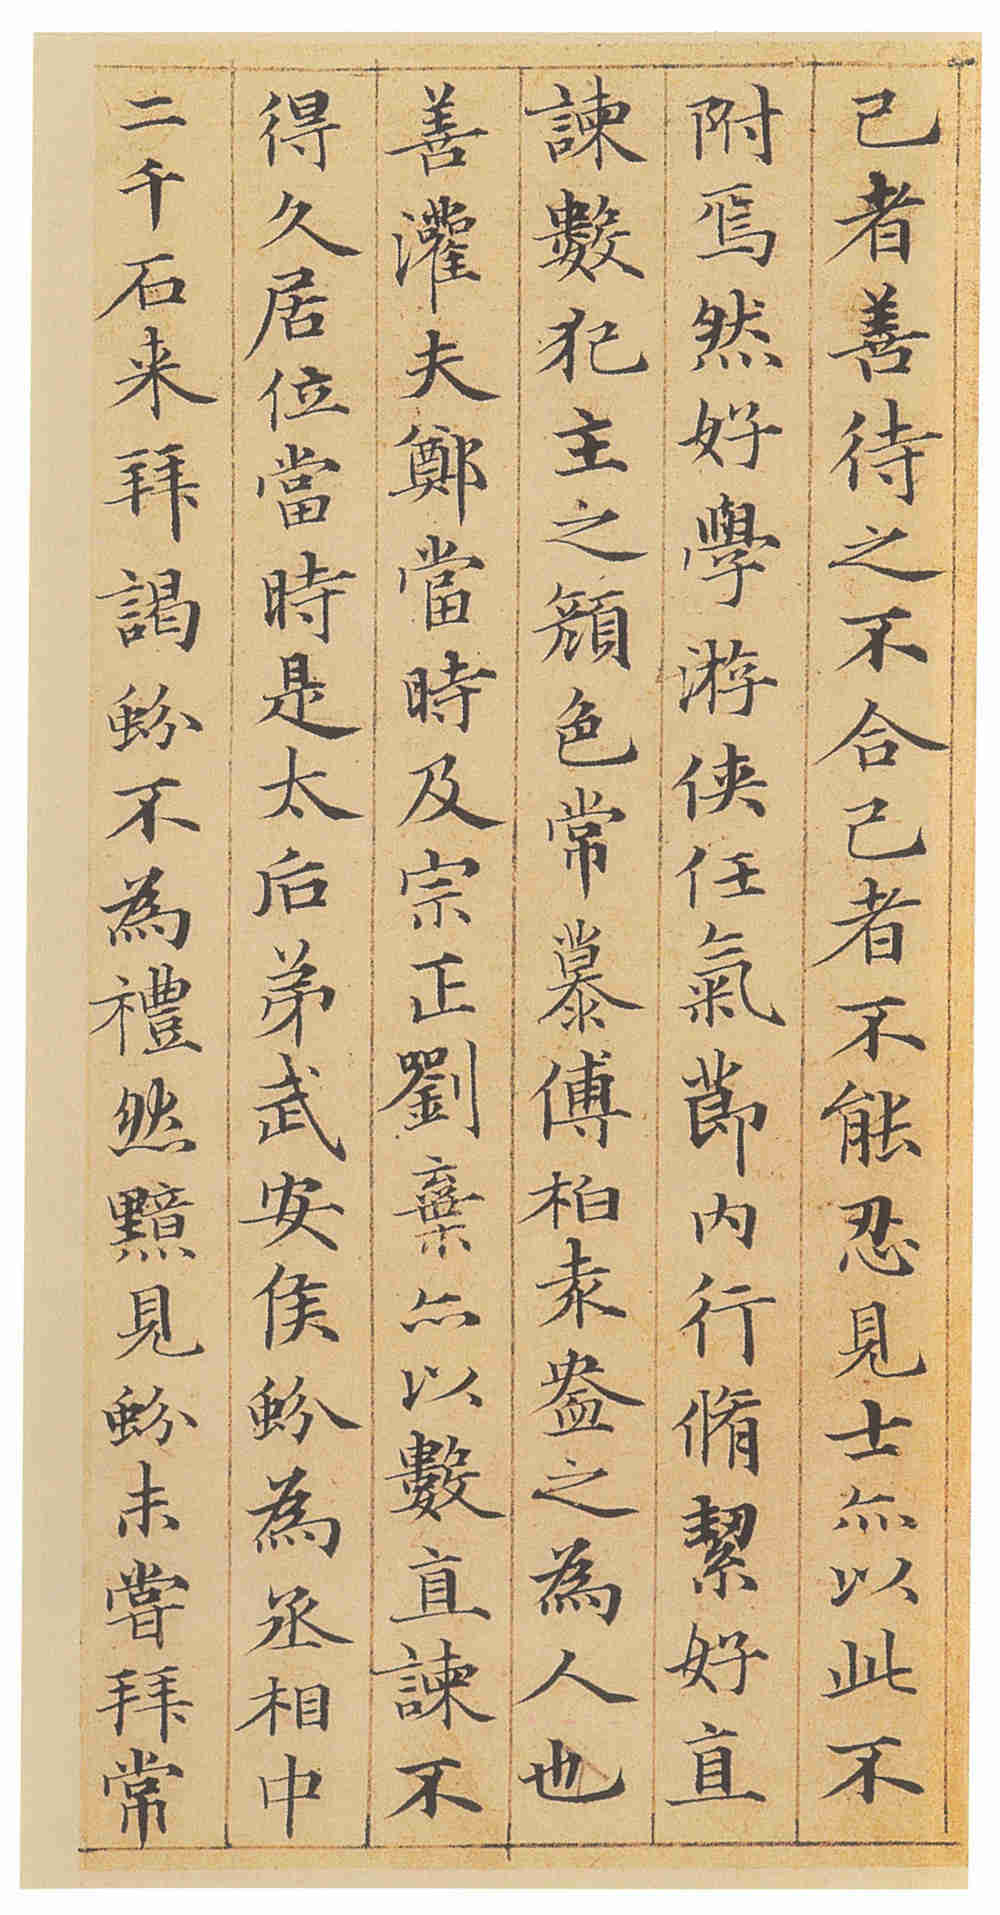 己者善待之不合己者不能忍見士亦以此不
附焉然好學游俠任氣節内行脩絜好直
諫數犯主之顔色常慕傅柏袁盎之為人也
善灌夫鄭當時及宗正劉棄亦以數直諫不
得久居位當時是太后弟武安侯蚡為丞相中
二千石来拜謁蚡不為禮然黯見蚡未嘗拜常